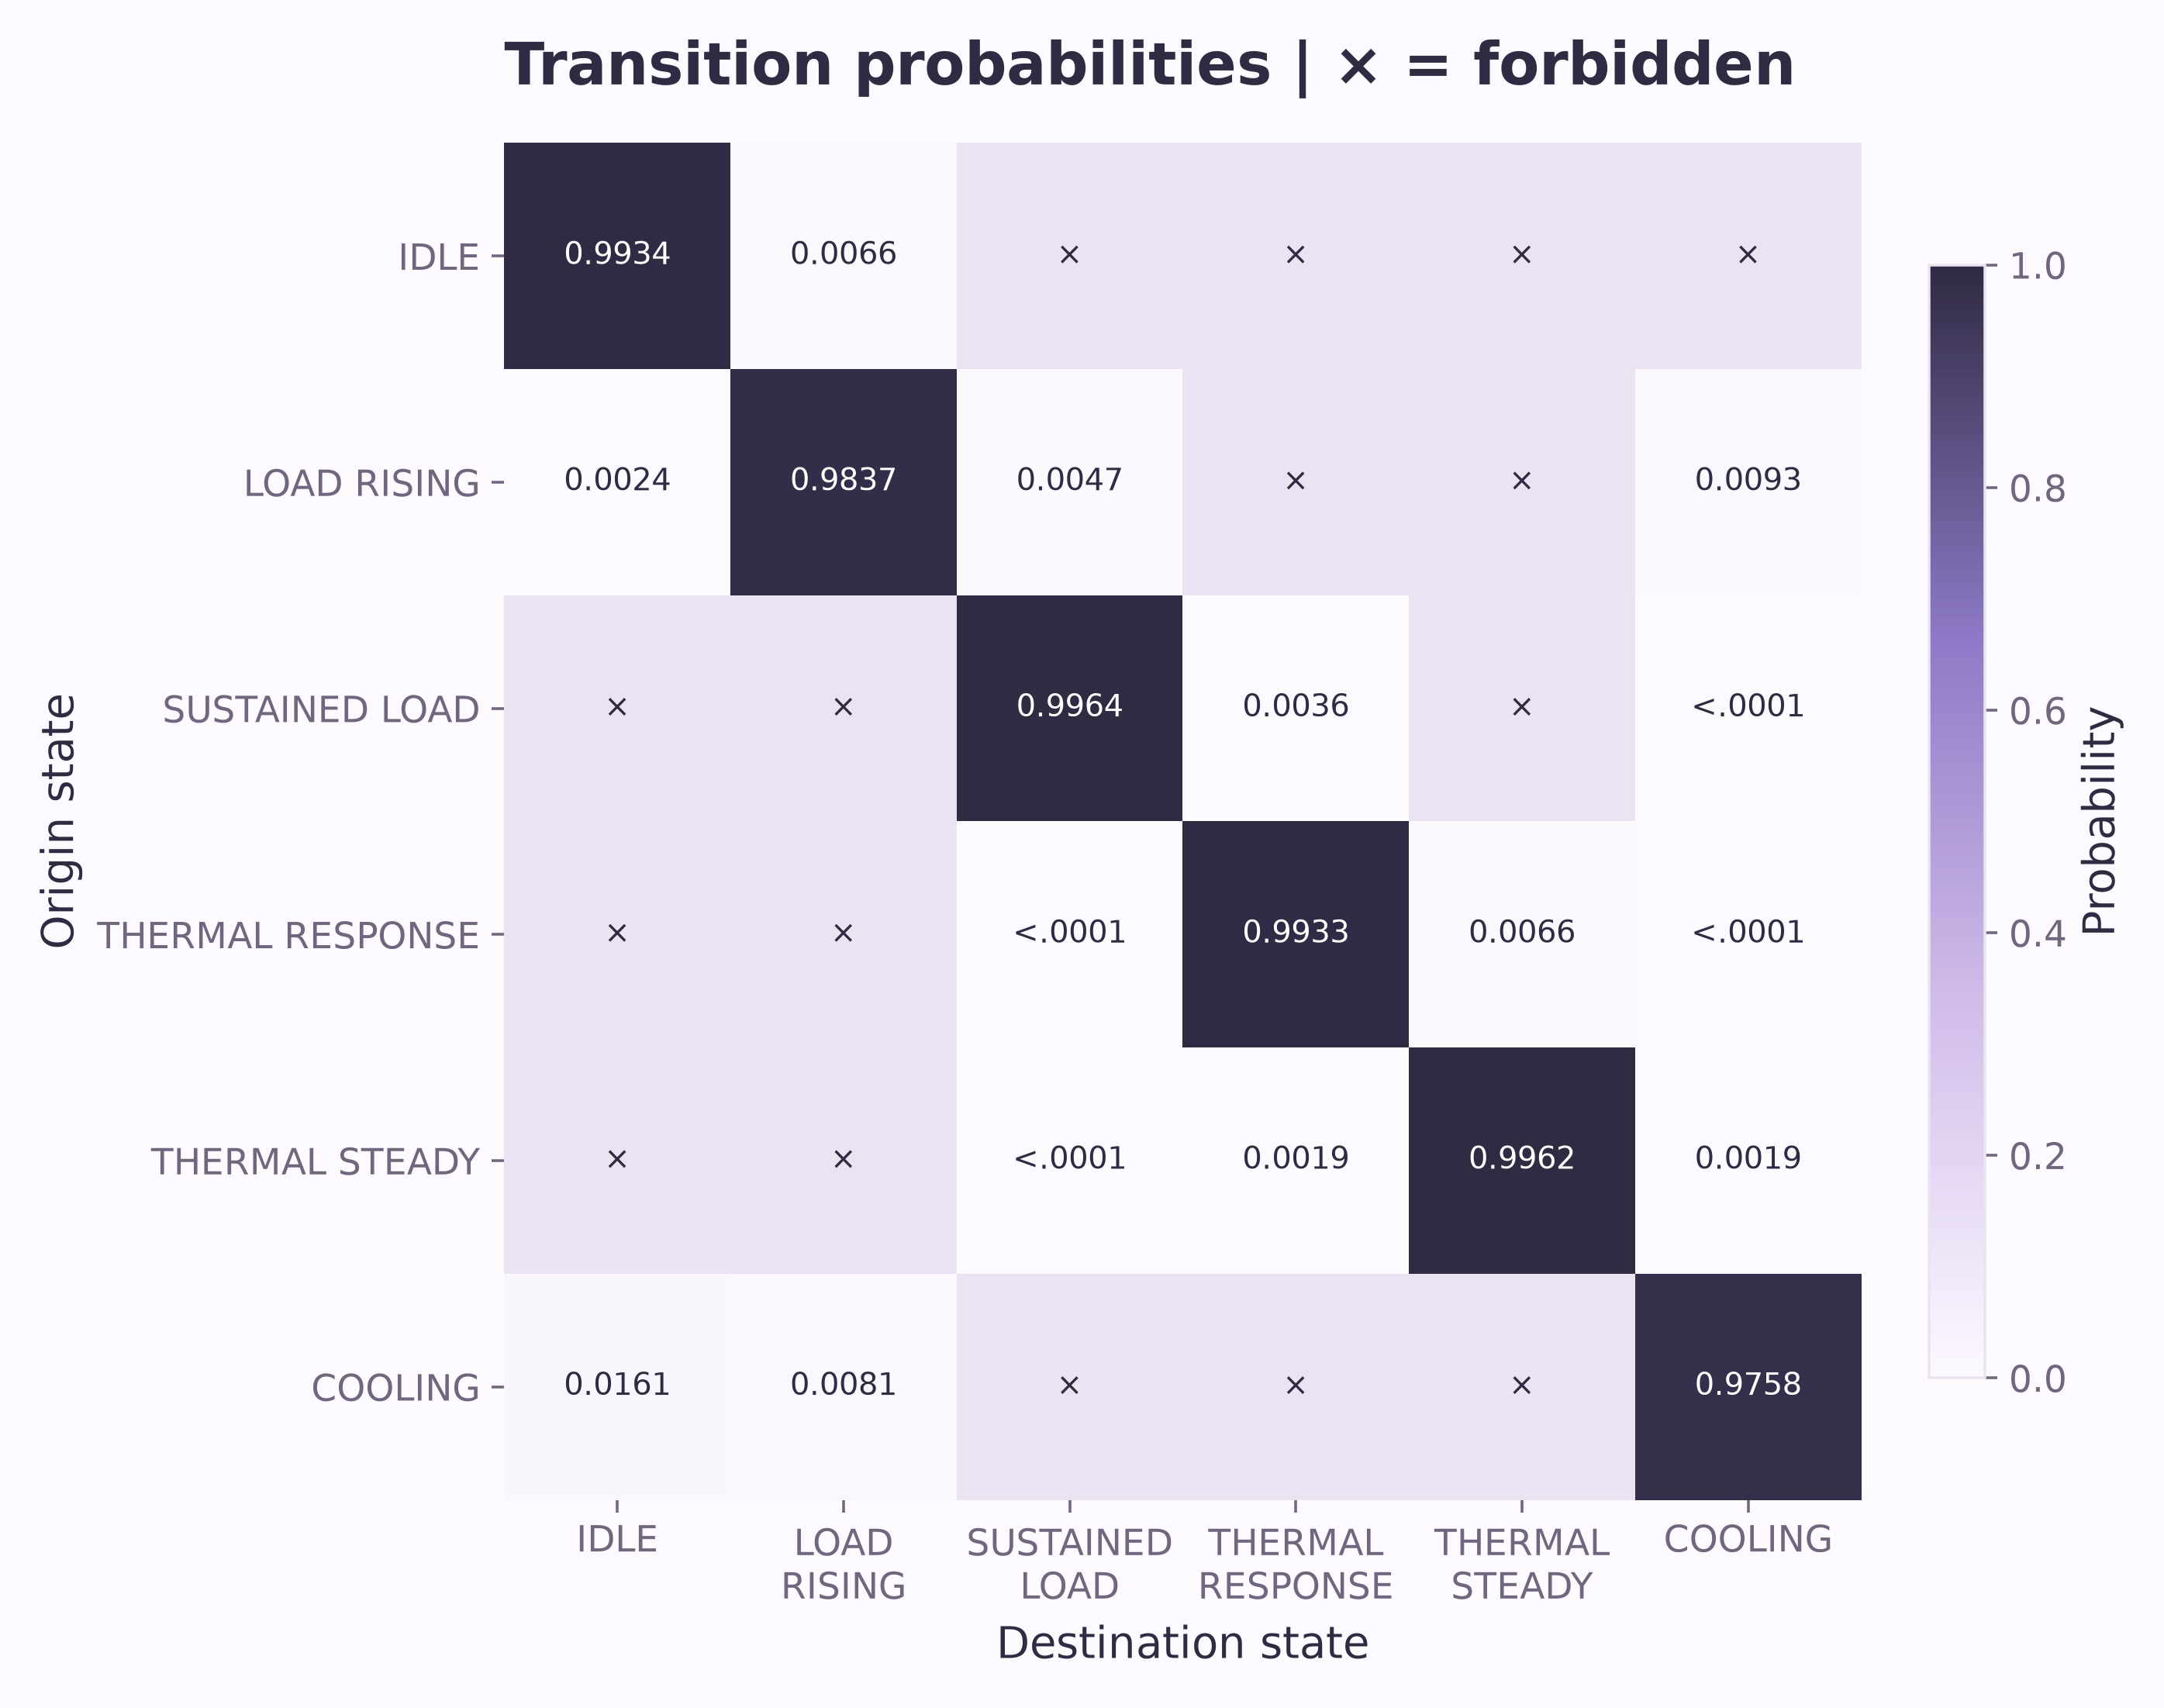 Transition probabilities | × = forbidden
IDLE 0.9934 0.0066 × × × ×
LOAD RISING 0.0024 0.9837 0.0047 × × 0.0093
SUSTAINED LOAD × × 0.9964 0.0036 × <.0001
THERMAL RESPONSE × × <.0001 0.9933 0.0066 <.0001
THERMAL STEADY × × <.0001 0.0019 0.9962 0.0019
COOLING 0.0161 0.0081 × × × 0.9758
Origin state
IDLE
LOAD
RISING
SUSTAINED
LOAD
THERMAL
RESPONSE
THERMAL
STEADY
COOLING
Destination state
1.0
0.8
0.6
0.4
0.2
0.0
Probability